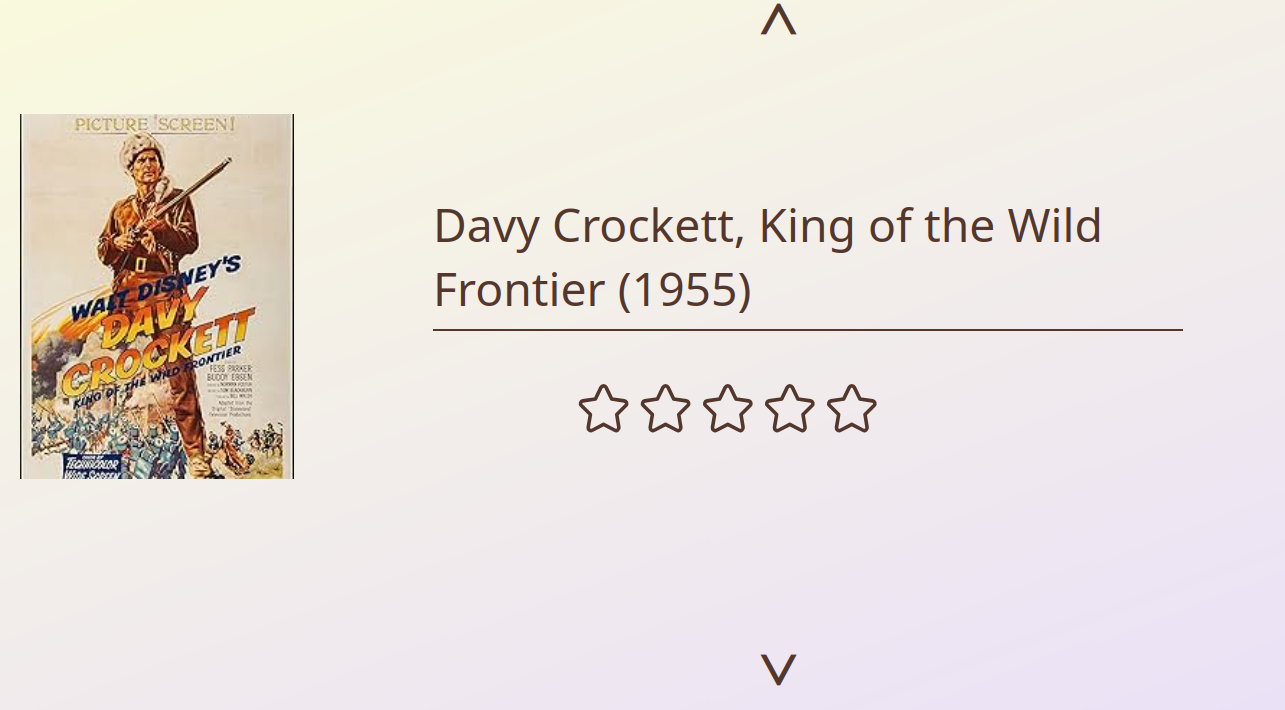 PICTURE SCREEN!
Davy Crockett, King of the Wild
Frontier (1955)
WALT DISNEY'S
DAVY
CROCKETT
KING OF THE WILD FRONTIER
FESS PARKER
BUDDY EBSEN
TECHNICOLOR